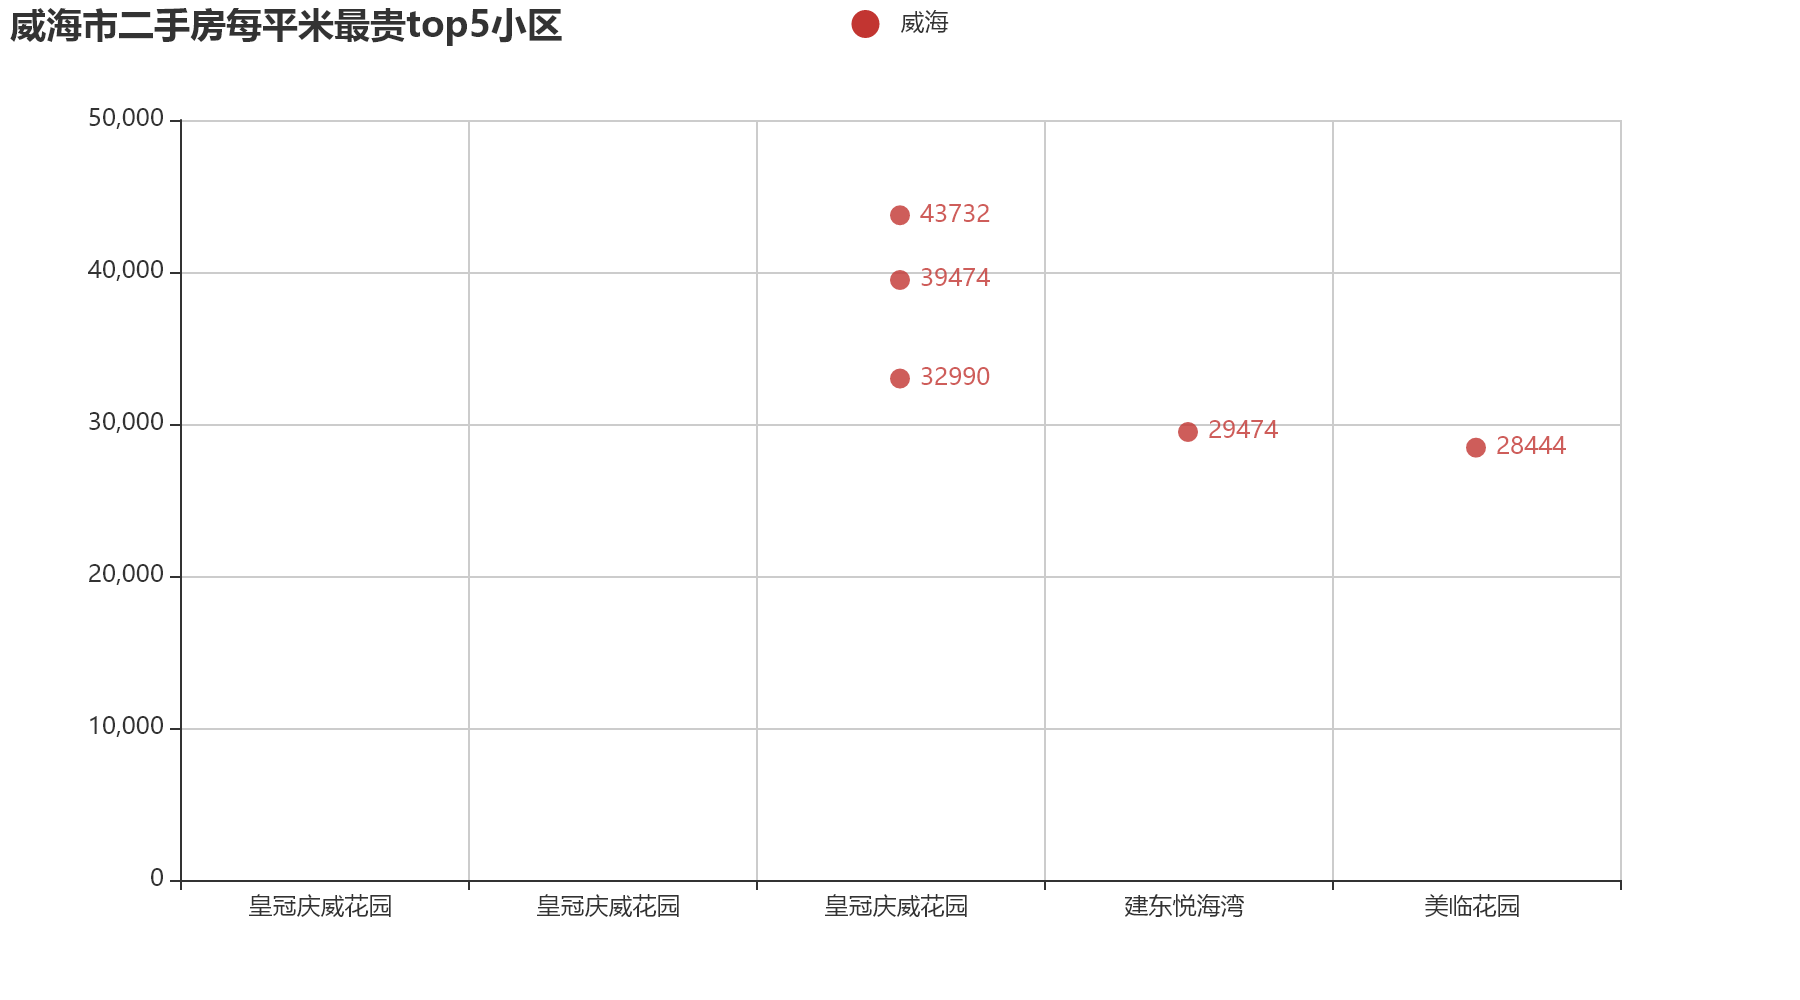 威海市二手房每平米最贵top5小区
威海
50,000
40,000
30,000
20,000
10,000
0
43732
39474
32990
29474
28444
皇冠庆威花园
皇冠庆威花园
皇冠庆威花园
建东悦海湾
美临花园